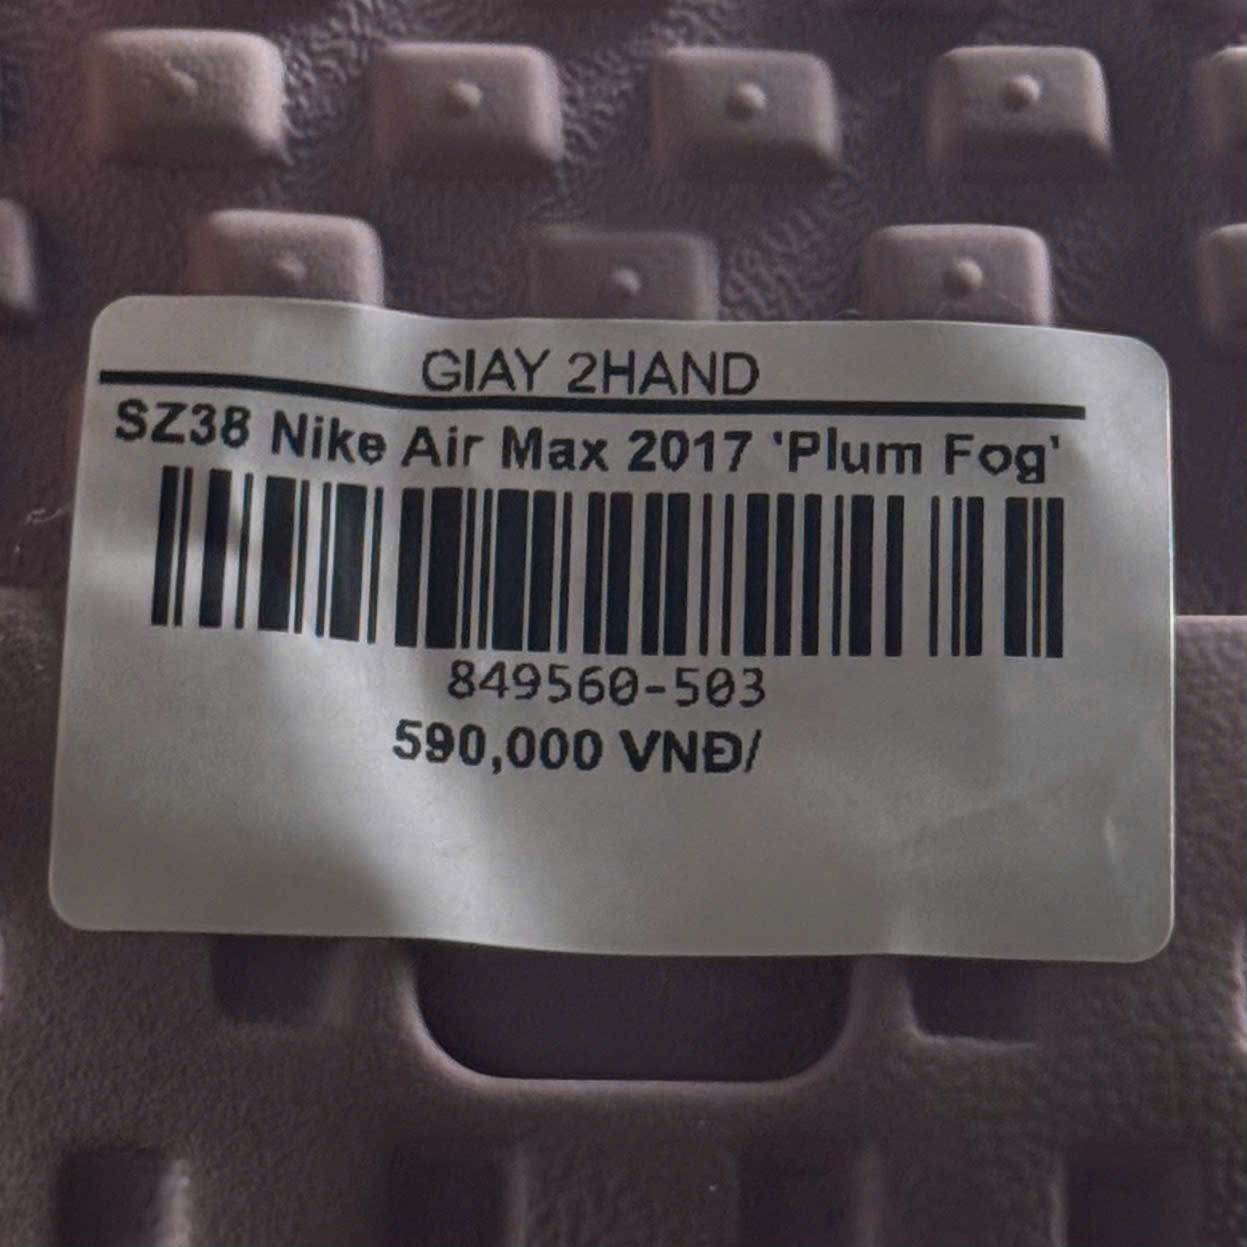 GIAY 2HAND
SZ38 Nike Air Max 2017 'Plum Fog'
849560-503
590,000 VNĐ/